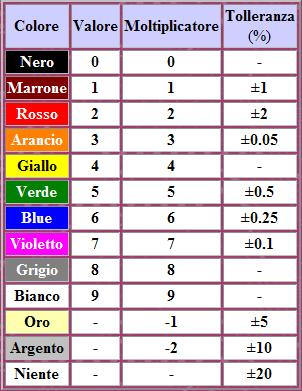 Colore Valore Moltiplicatore Tolleranza (%)
Nero 0 0 -
Marrone 1 1 ±1
Rosso 2 2 ±2
Arancio 3 3 ±0.05
Giallo 4 4 -
Verde 5 5 ±0.5
Blue 6 6 ±0.25
Violetto 7 7 ±0.1
Grigio 8 8 -
Bianco 9 9 -
Oro - -1 ±5
Argento - -2 ±10
Niente - - ±20